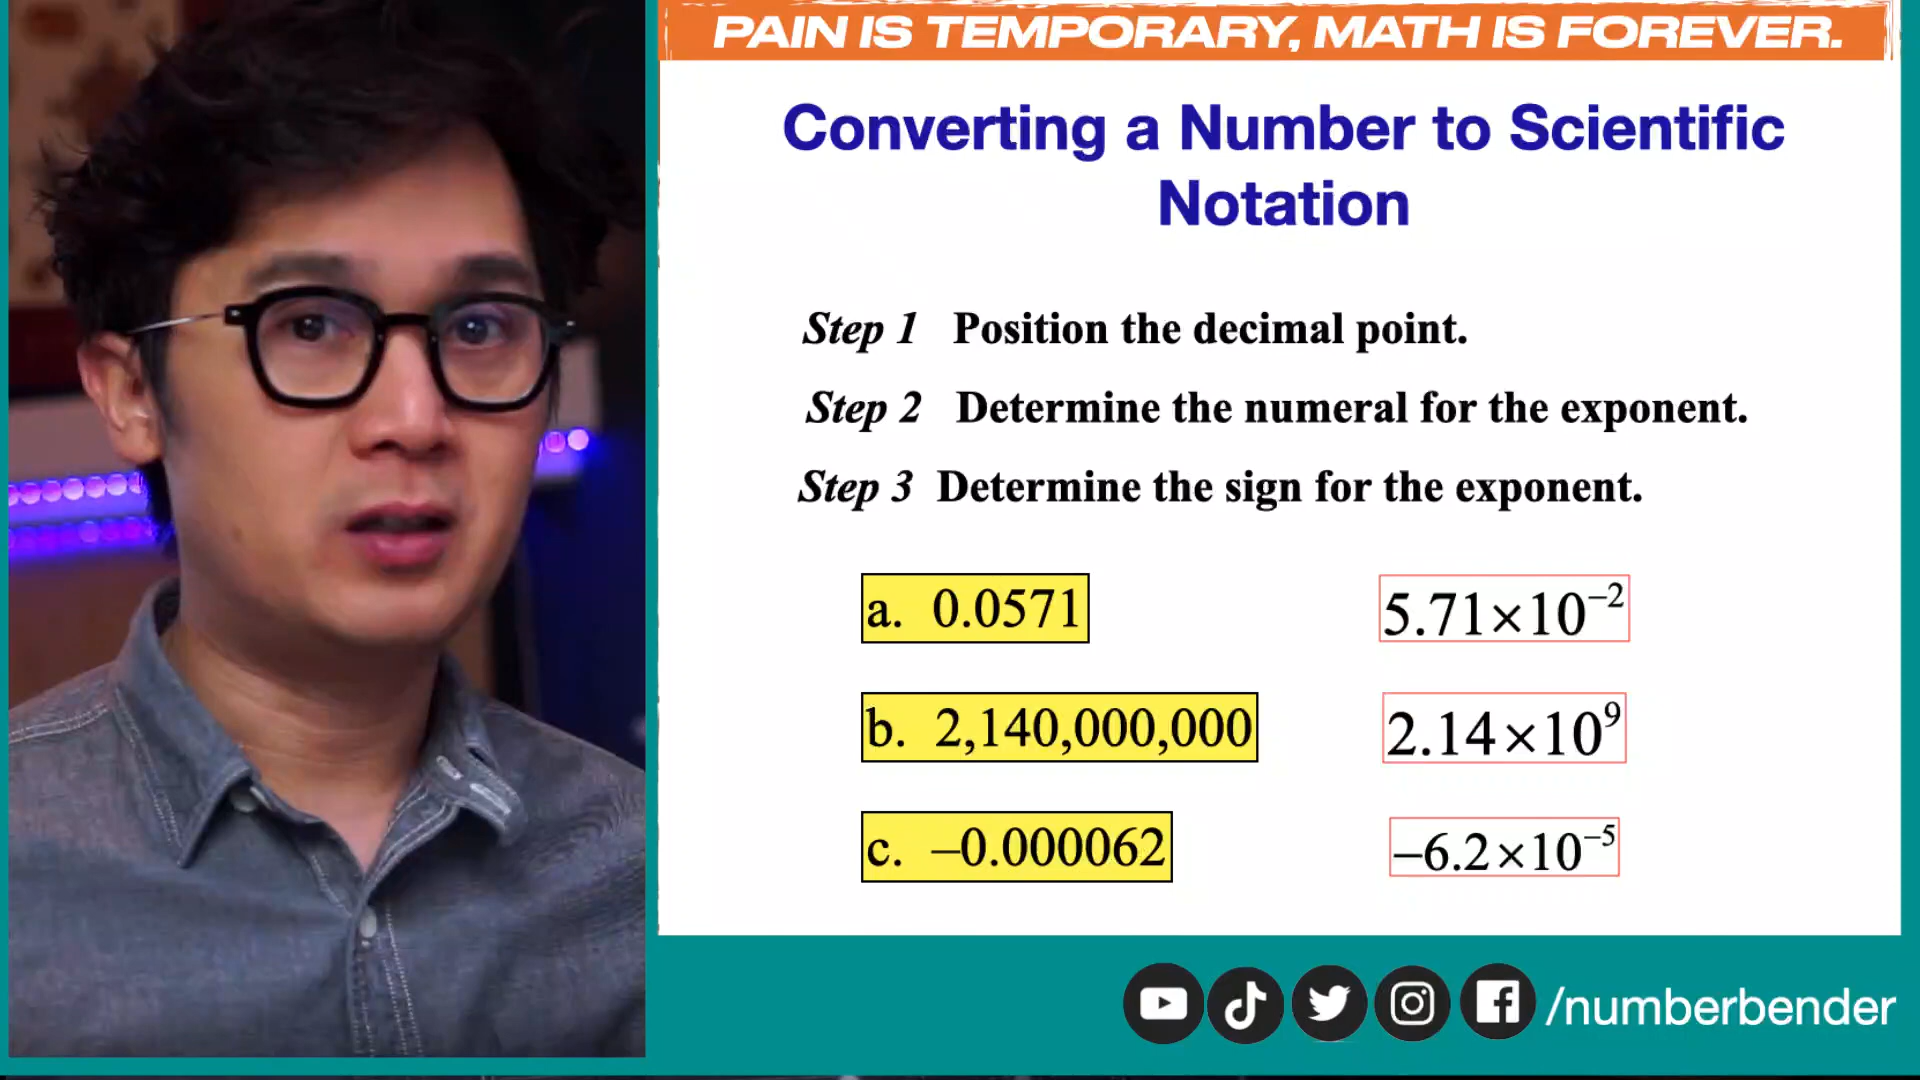 PAIN IS TEMPORARY, MATH IS FOREVER.
Converting a Number to Scientific
Notation
Step 1 Position the decimal point.
Step 2 Determine the numeral for the exponent.
Step 3 Determine the sign for the exponent.
a. 0.0571
5.71×10⁻²
b. 2,140,000,000
2.14×10⁹
c. –0.000062
–6.2×10⁻⁵
/numberbender